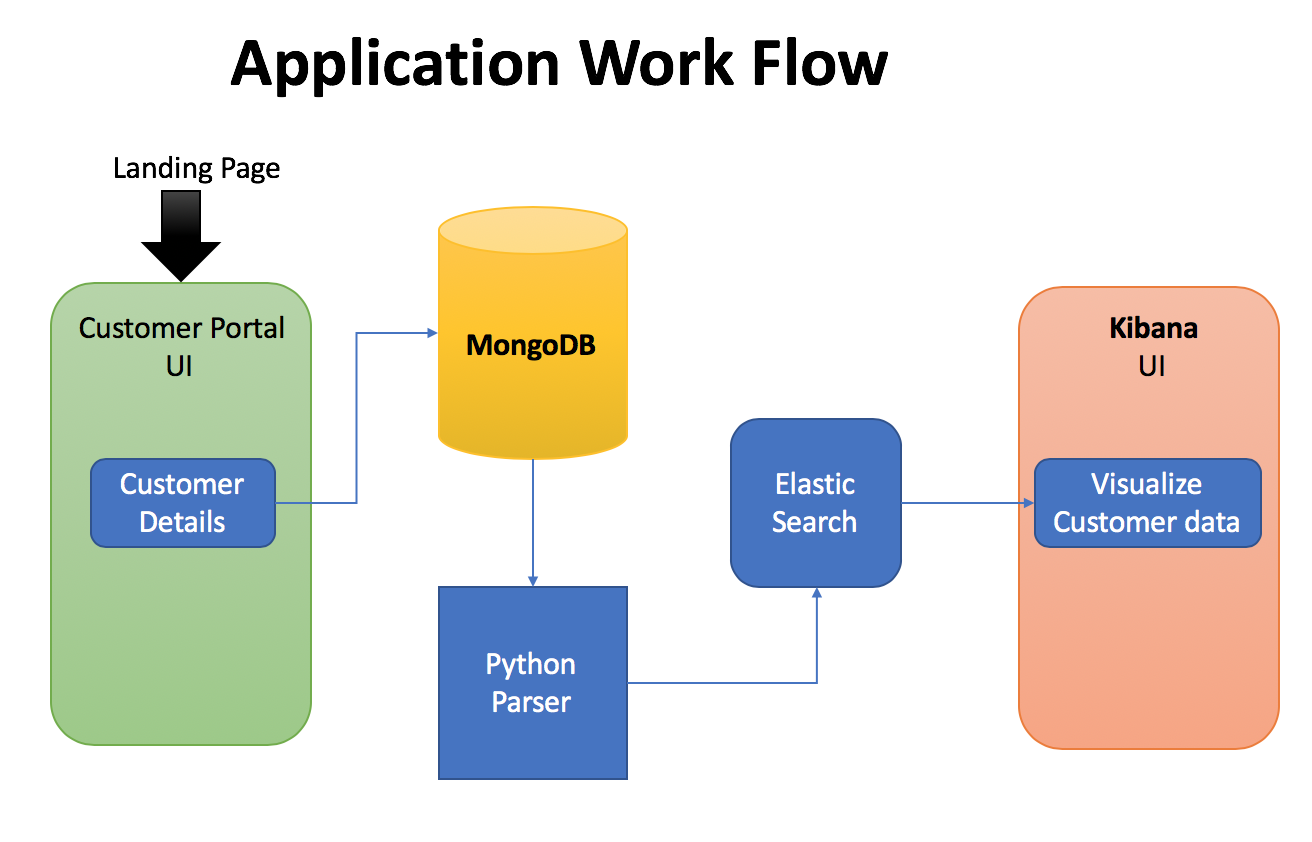 Application Work Flow
Landing Page
Customer Portal
UI
Customer
Details
MongoDB
Python
Parser
Elastic
Search
Kibana
UI
Visualize
Customer data